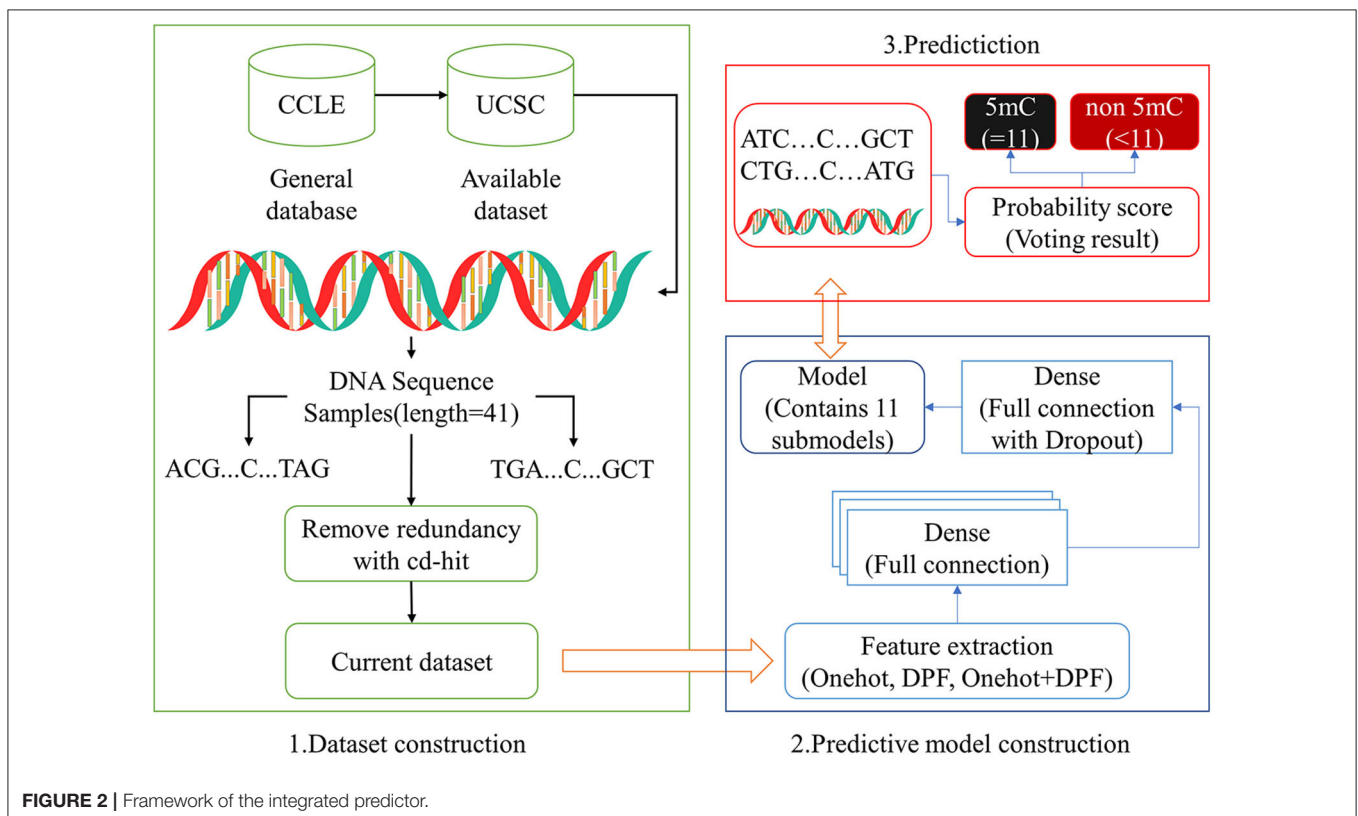 CCLE
UCSC
General
database
Available
dataset
DNA Sequence
Samples(length=41)
ACG...C...TAG
TGA...C...GCT
Remove redundancy
with cd-hit
Current dataset
1.Dataset construction
3.Predictiction
ATC...C...GCT
CTG...C...ATG
5mC
(=11)
non 5mC
(<11)
Probability score
(Voting result)
Model
(Contains 11
submodels)
Dense
(Full connection
with Dropout)
Dense
(Full connection)
Feature extraction
(Onehot, DPF, Onehot+DPF)
2.Predictive model construction
FIGURE 2 | Framework of the integrated predictor.